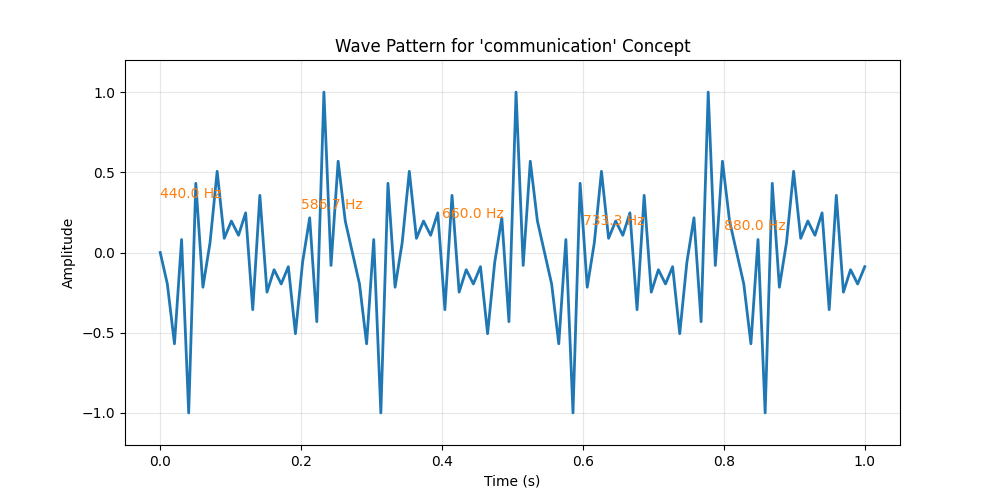 Wave Pattern for 'communication' Concept
1.0
0.5
0.0
−0.5
−1.0
Amplitude
440.0 Hz
586.7 Hz
660.0 Hz
733.3 Hz
880.0 Hz
0.0
0.2
0.4
0.6
0.8
1.0
Time (s)